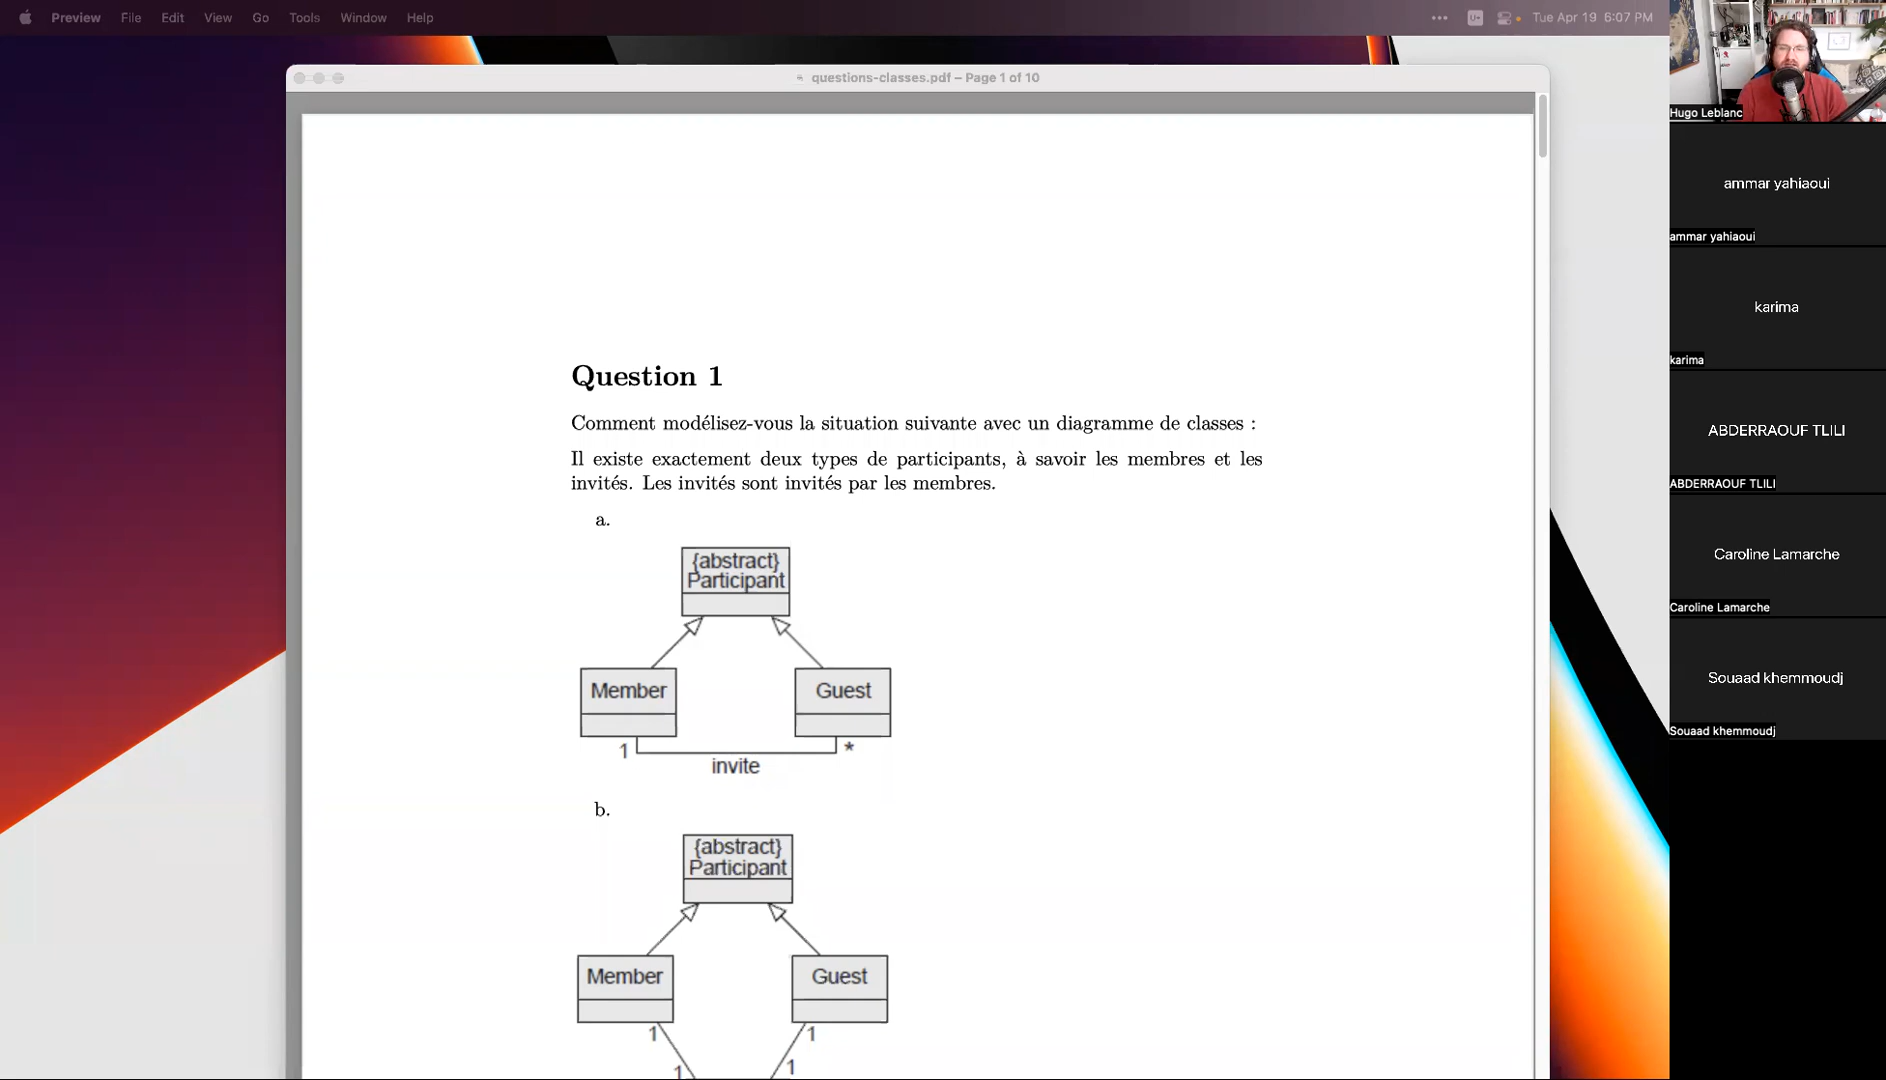 Preview File Edit View Go Tools Window Help
Tue Apr 19 6:07 PM
questions-classes.pdf – Page 1 of 10
Question 1
Comment modélisez-vous la situation suivante avec un diagramme de classes :
Il existe exactement deux types de participants, à savoir les membres et les
invités. Les invités sont invités par les membres.
a.
{abstract}
Participant
Member
Guest
1
*
invite
b.
{abstract}
Participant
Member
Guest
1
1
1
1
Hugo Leblanc
ammar yahiaoui
ammar yahiaoui
karima
karima
ABDERRAOUF TLILI
ABDERRAOUF TLILI
Caroline Lamarche
Caroline Lamarche
Souaad khemmoudj
Souaad khemmoudj